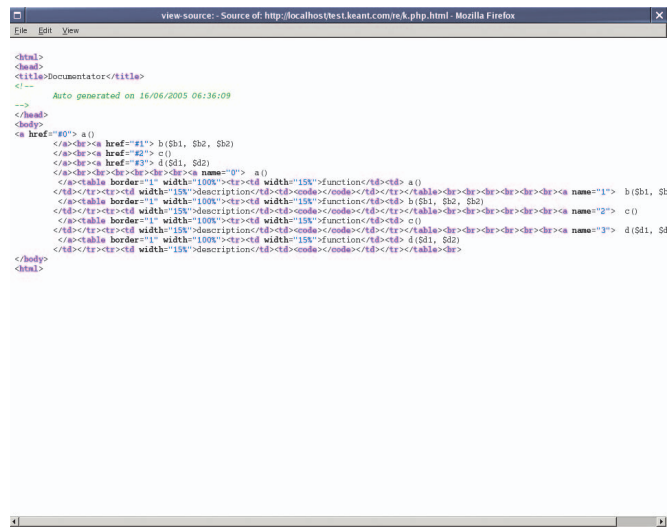 view-source: - Source of: http://localhost/test.keant.com/re/k.php.html - Mozilla Firefox
File Edit View
<html>
<head>
<title>Documentator</title>
<!--
Auto generated on 16/06/2005 06:36:09
-->
</head>
<body>
<a href="#0"> a()
</a><br><a href="#1"> b($b1, $b2, $b2)
</a><br><a href="#2"> c()
</a><br><a href="#3"> d($d1, $d2)
</a><br><br><br><br><br><br><a name="0"> a()
</a><table border="1" width="100%"><tr><td width="15%">function</td><td> a()
</td></tr><tr><td width="15%">description</td><td><code></code></td></tr></table><br><br><br><br><br><br><a name="1"> b($b1, $b
</a><table border="1" width="100%"><tr><td width="15%">function</td><td> b($b1, $b2, $b2)
</td></tr><tr><td width="15%">description</td><td><code></code></td></tr></table><br><br><br><br><br><br><a name="2"> c()
</a><table border="1" width="100%"><tr><td width="15%">function</td><td> c()
</td></tr><tr><td width="15%">description</td><td><code></code></td></tr></table><br><br><br><br><br><br><a name="3"> d($d1, $d
</a><table border="1" width="100%"><tr><td width="15%">function</td><td> d($d1, $d2)
</td></tr><tr><td width="15%">description</td><td><code></code></td></tr></table><br>
</body>
<html>